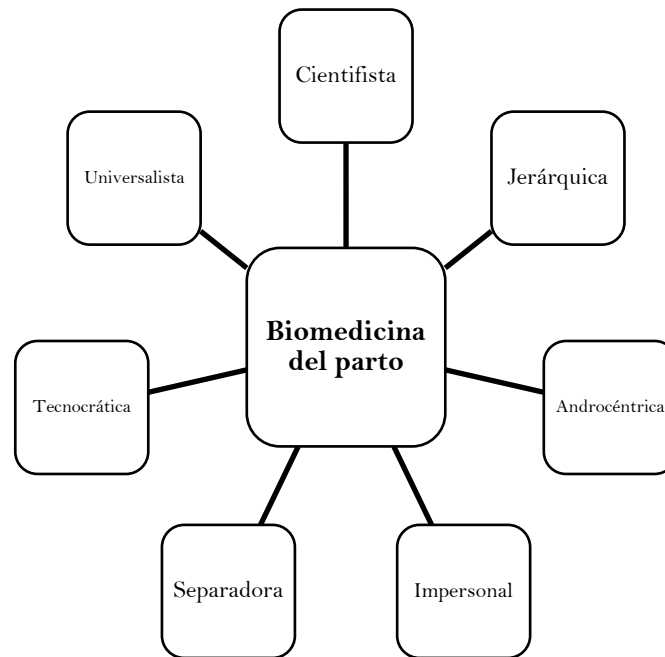 Cientifista
Universalista
Jerárquica
Biomedicina
del parto
Tecnocrática
Androcéntrica
Separadora
Impersonal